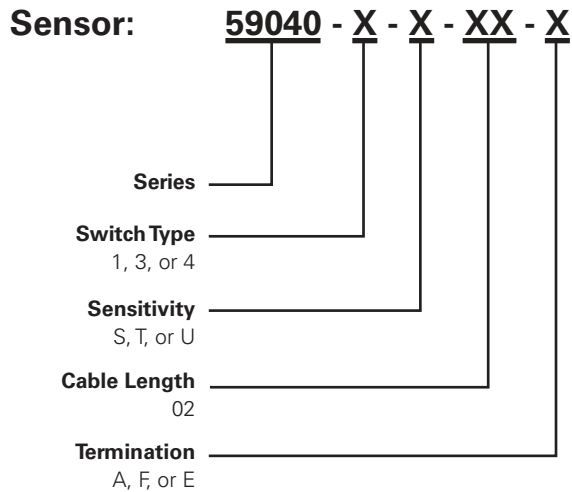 Sensor: 59040 - X - X - XX - X
Series
Switch Type
1, 3, or 4
Sensitivity
S, T, or U
Cable Length
02
Termination
A, F, or E